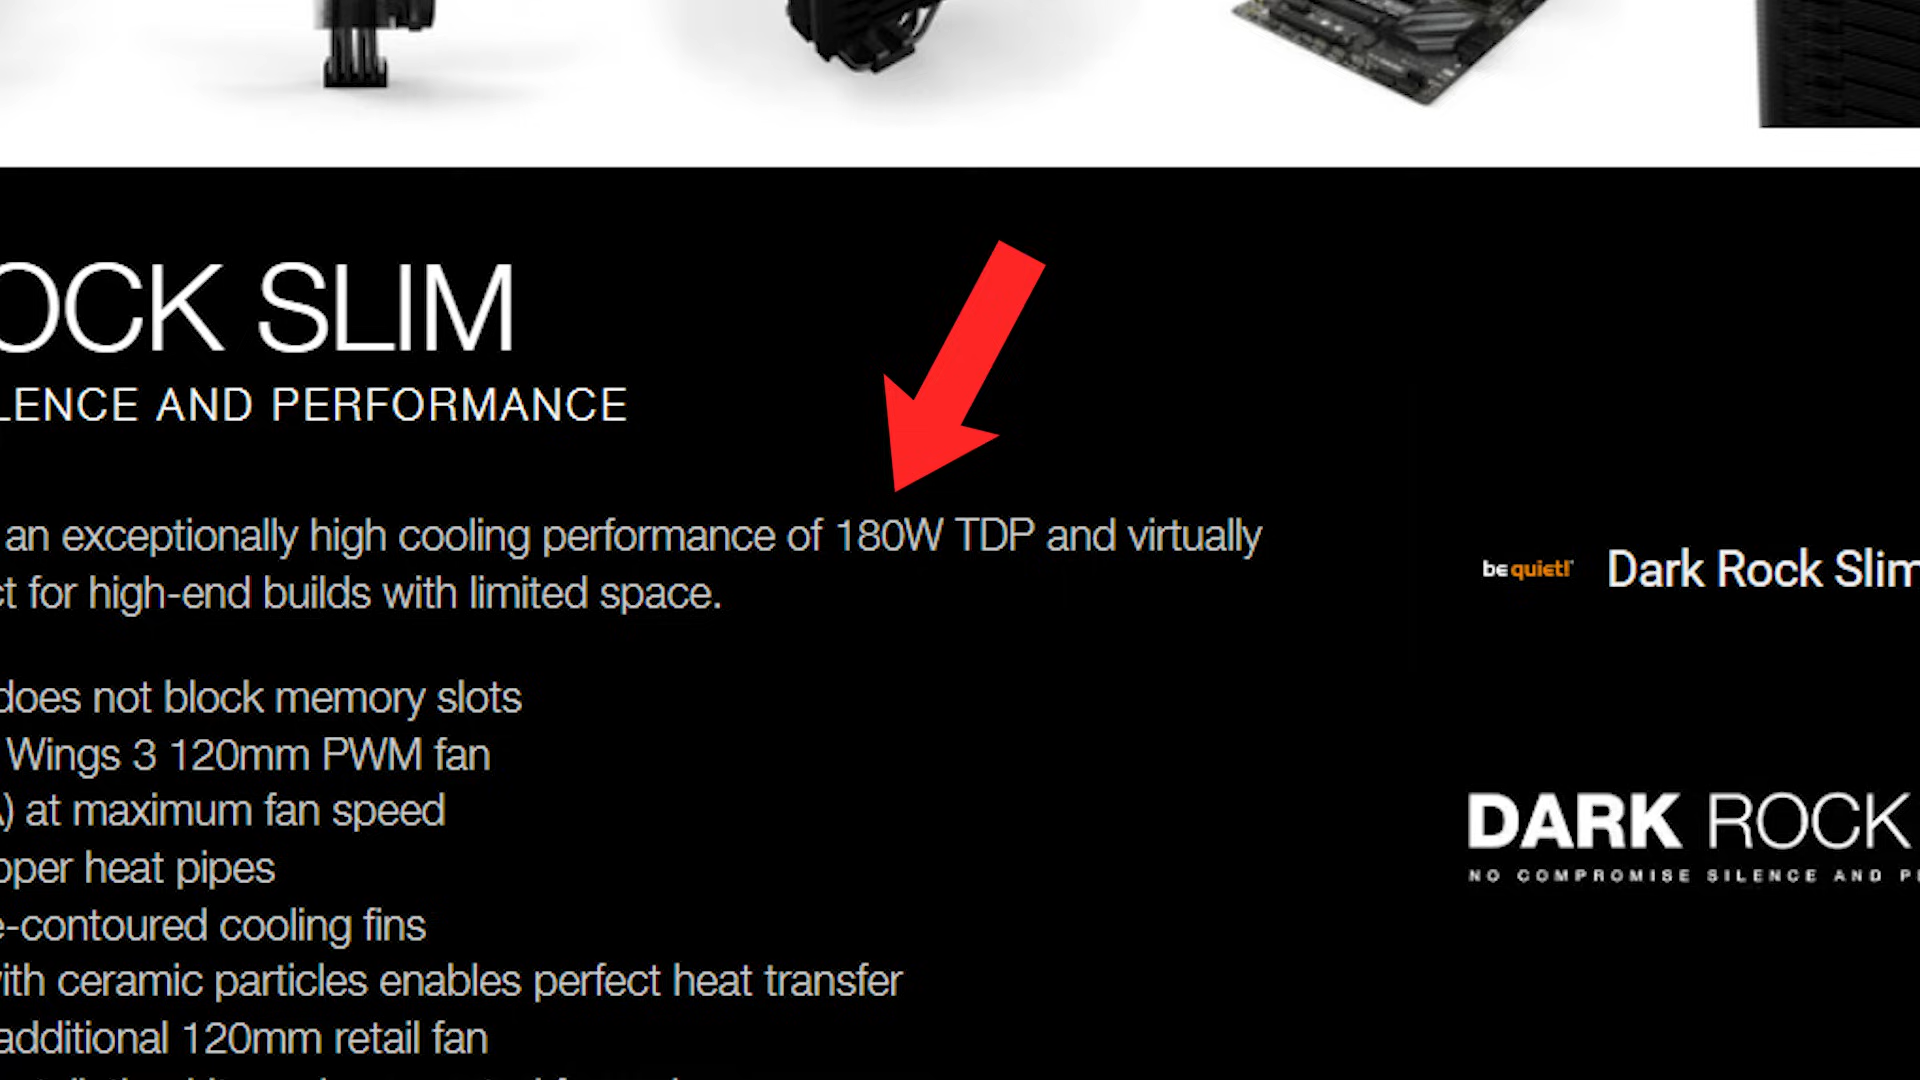 OCK SLIM
LENCE AND PERFORMANCE
an exceptionally high cooling performance of 180W TDP and virtually
ct for high-end builds with limited space.
does not block memory slots
Wings 3 120mm PWM fan
) at maximum fan speed
pper heat pipes
e-contoured cooling fins
ith ceramic particles enables perfect heat transfer
additional 120mm retail fan
be quiet! Dark Rock Slim
DARK ROCK
NO COMPROMISE SILENCE AND P